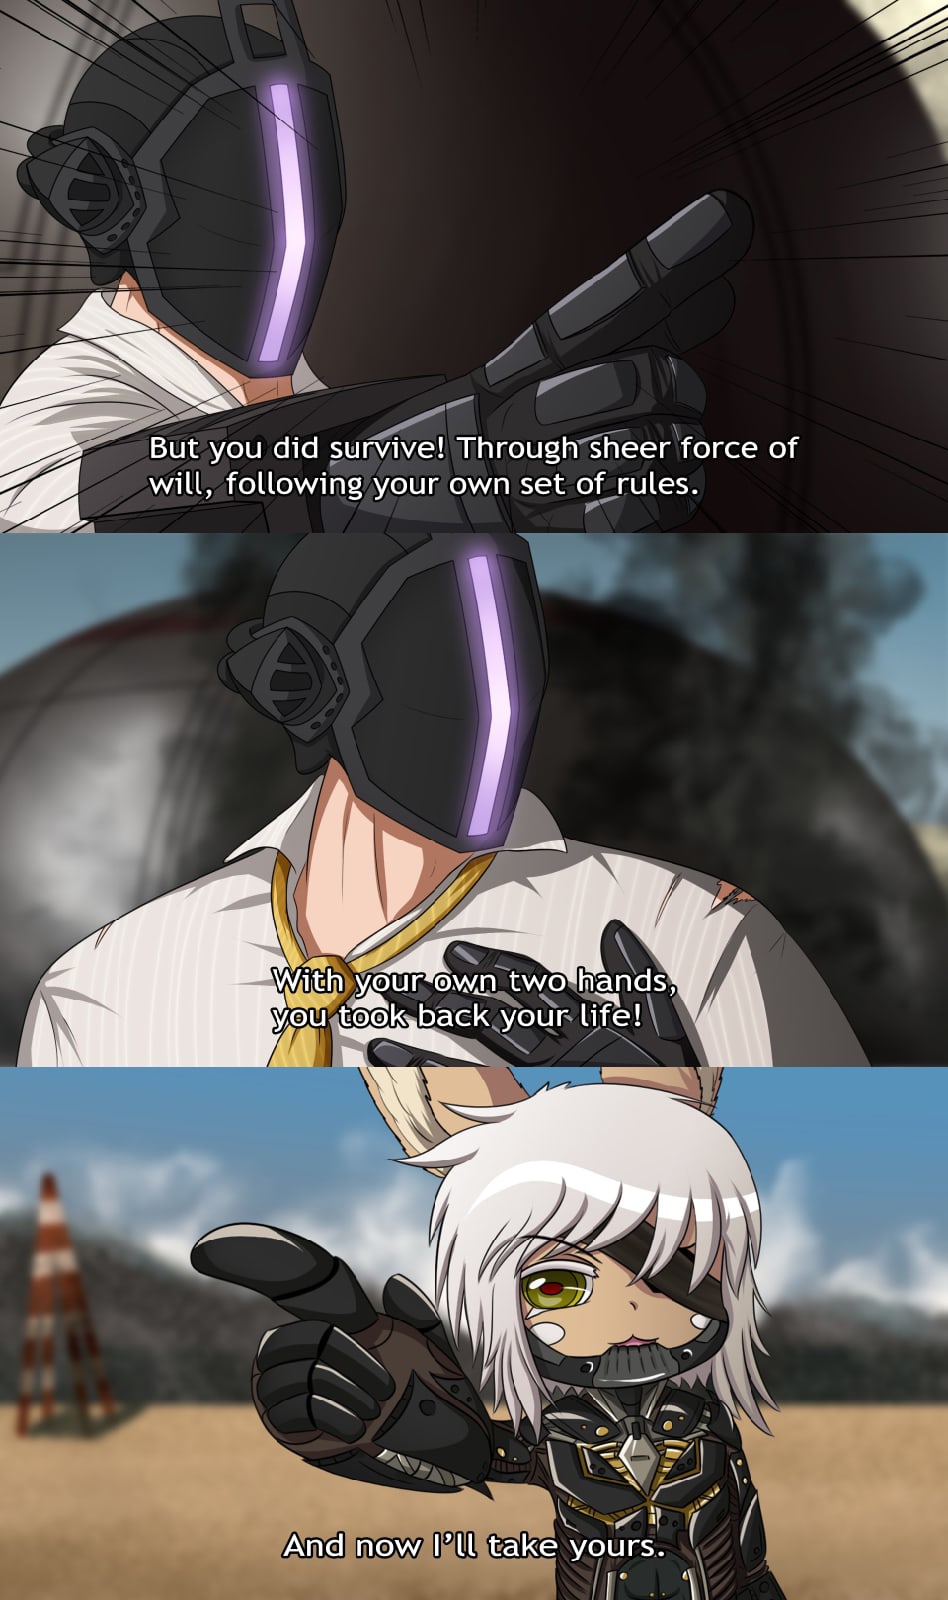 But you did survive! Through sheer force of
will, following your own set of rules.
With your own two hands,
you took back your life!
And now I'll take yours.